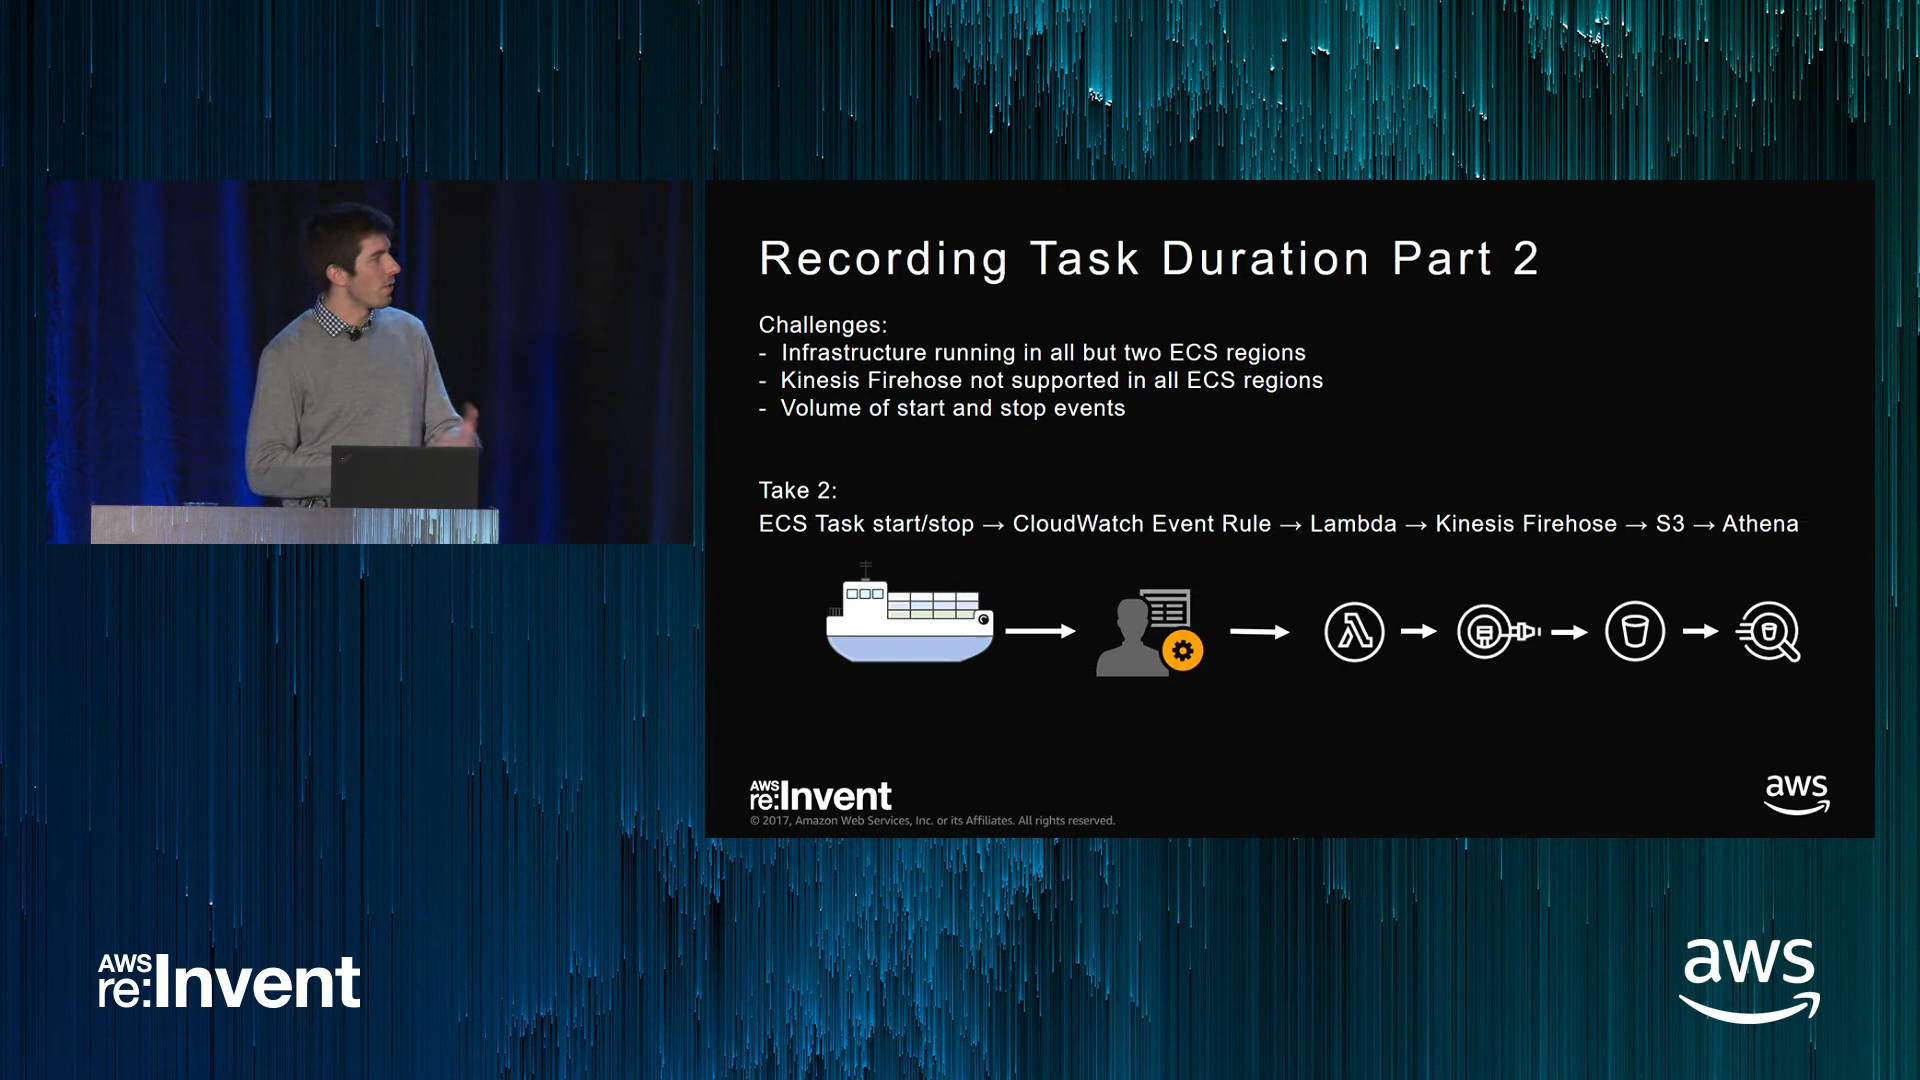 Recording Task Duration Part 2
Challenges:
- Infrastructure running in all but two ECS regions
- Kinesis Firehose not supported in all ECS regions
- Volume of start and stop events
Take 2:
ECS Task start/stop → CloudWatch Event Rule → Lambda → Kinesis Firehose → S3 → Athena
AWS
re:Invent
© 2017, Amazon Web Services, Inc. or its Affiliates. All rights reserved.
aws
AWS
re:Invent
aws